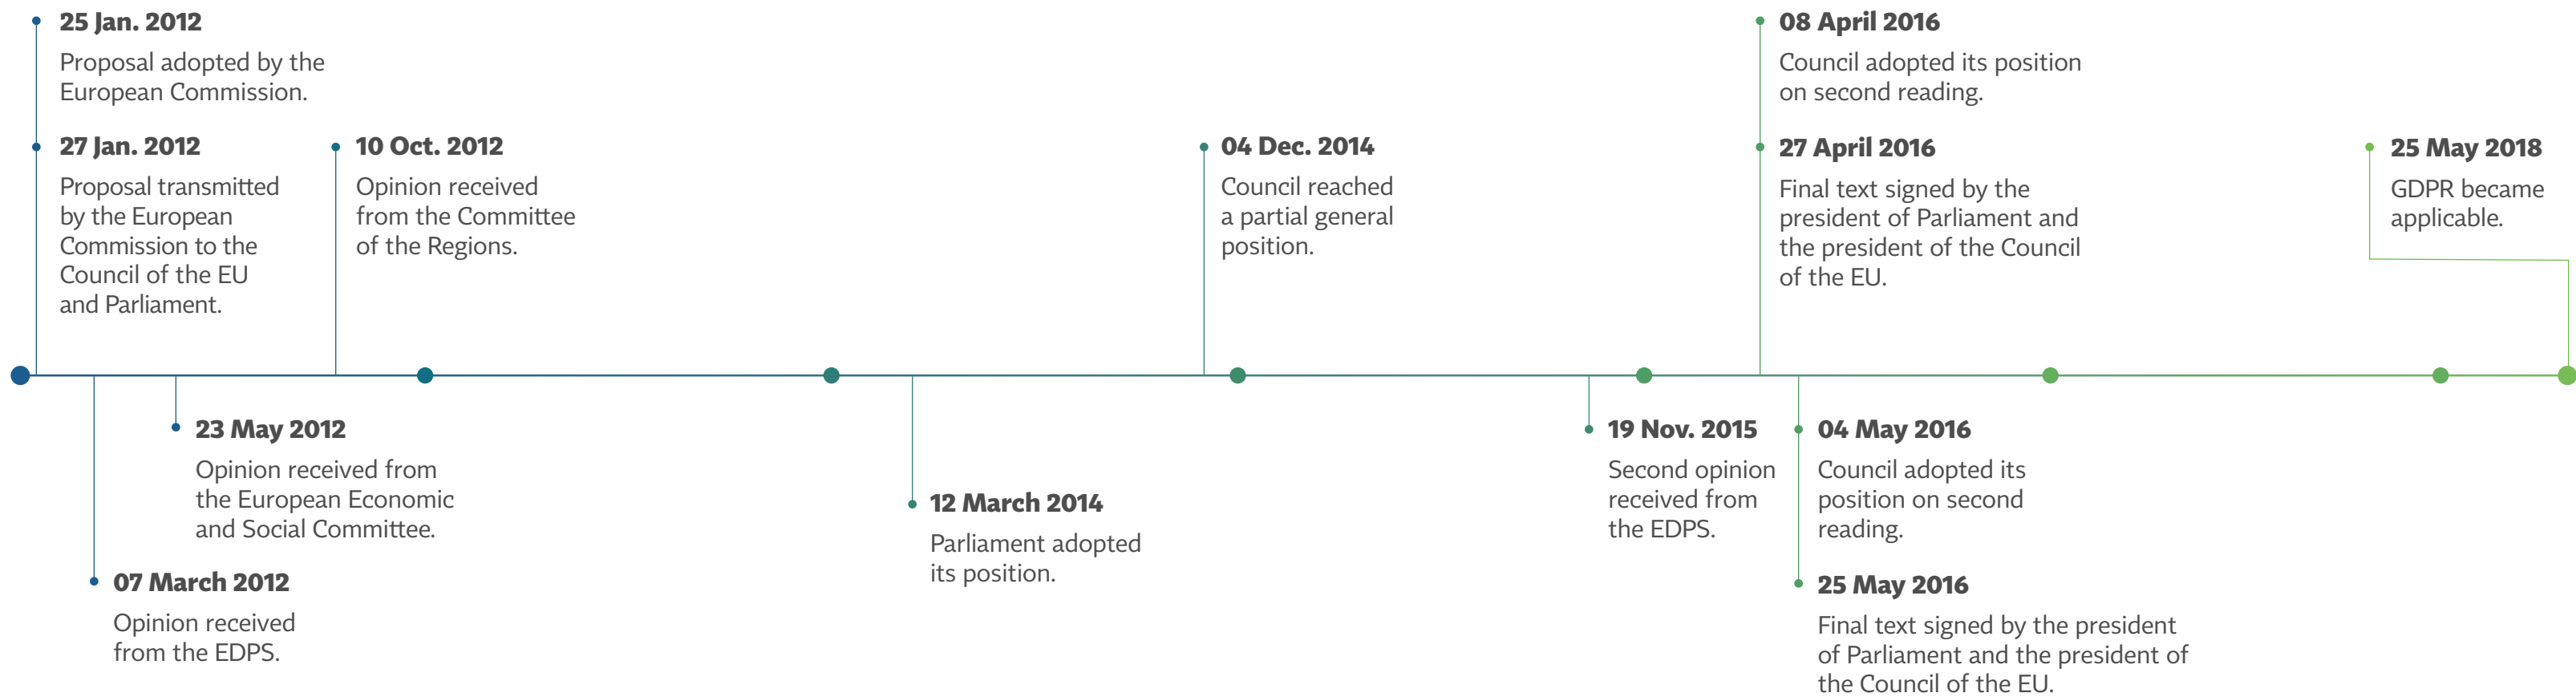 25 Jan. 2012
Proposal adopted by the
European Commission.
27 Jan. 2012
Proposal transmitted
by the European
Commission to the
Council of the EU
and Parliament.
10 Oct. 2012
Opinion received
from the Committee
of the Regions.
04 Dec. 2014
Council reached
a partial general
position.
08 April 2016
Council adopted its position
on second reading.
27 April 2016
Final text signed by the
president of Parliament and
the president of the Council
of the EU.
25 May 2018
GDPR became
applicable.
23 May 2012
Opinion received from
the European Economic
and Social Committee.
07 March 2012
Opinion received
from the EDPS.
12 March 2014
Parliament adopted
its position.
19 Nov. 2015
Second opinion
received from
the EDPS.
04 May 2016
Council adopted its
position on second
reading.
25 May 2016
Final text signed by the president
of Parliament and the president of
the Council of the EU.